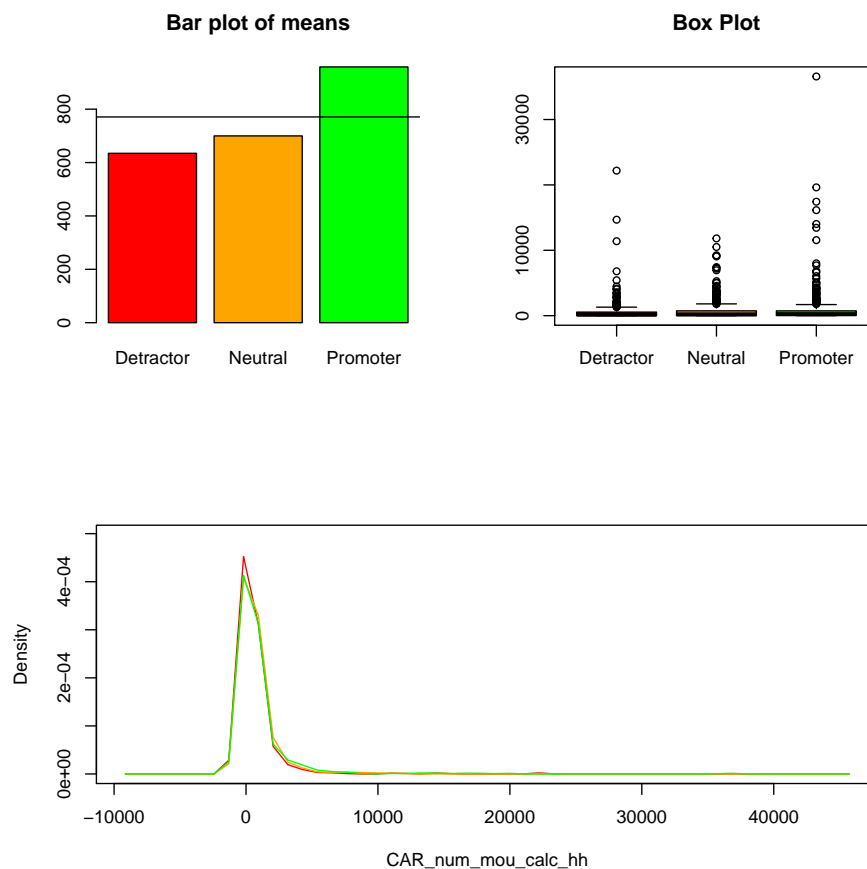 Bar plot of means
800
600
400
200
0
Detractor Neutral Promoter
Box Plot
30000
10000
0
Detractor Neutral Promoter
Density
4e−04
2e−04
0e+00
−10000 0 10000 20000 30000 40000
CAR_num_mou_calc_hh